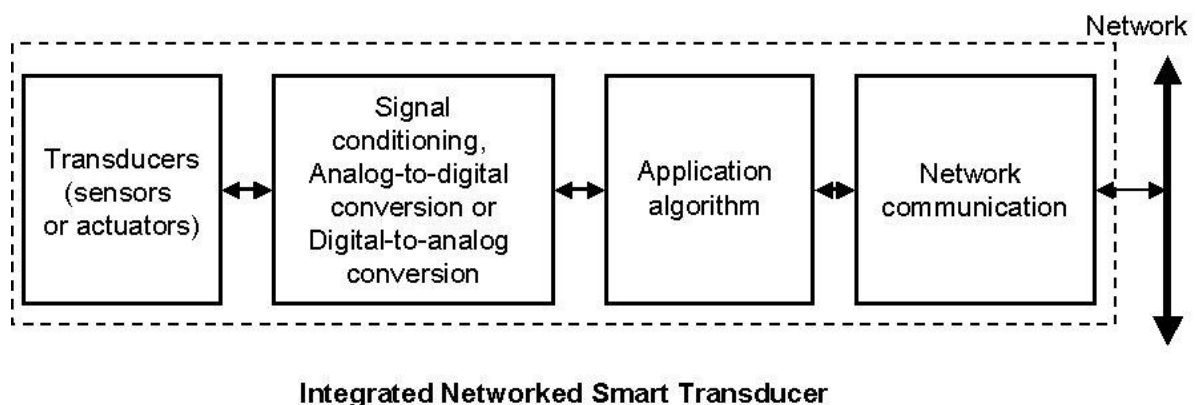 Network
Transducers
(sensors
or actuators)
Signal
conditioning,
Analog-to-digital
conversion or
Digital-to-analog
conversion
Application
algorithm
Network
communication
Integrated Networked Smart Transducer